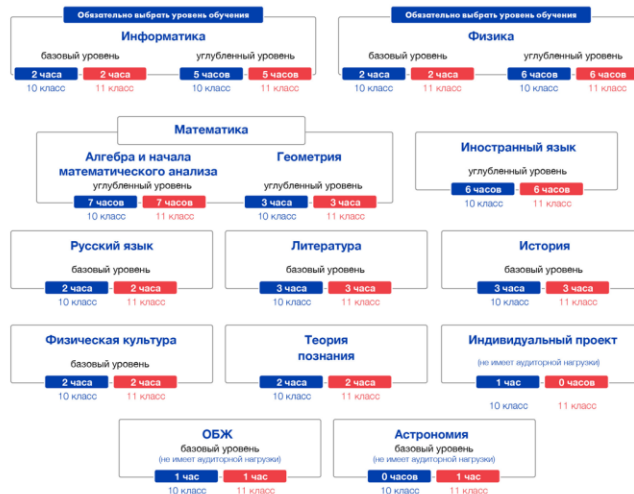 Обязательно выбрать уровень обучения
Информатика
базовый уровень
углубленный уровень
2 часа
2 часа
5 часов
5 часов
10 класс
11 класс
10 класс
11 класс
Обязательно выбрать уровень обучения
Физика
базовый уровень
углубленный уровень
2 часа
2 часа
6 часов
6 часов
10 класс
11 класс
10 класс
11 класс
Математика
Алгебра и начала
математического анализа
углубленный уровень
7 часов
7 часов
10 класс
11 класс
Геометрия
углубленный уровень
3 часа
3 часа
10 класс
11 класс
Иностранный язык
углубленный уровень
6 часов
6 часов
10 класс
11 класс
Русский язык
базовый уровень
2 часа
2 часа
10 класс
11 класс
Литература
базовый уровень
3 часа
3 часа
10 класс
11 класс
История
базовый уровень
3 часа
3 часа
10 класс
11 класс
Физическая культура
базовый уровень
2 часа
2 часа
10 класс
11 класс
Теория
познания
2 часа
2 часа
10 класс
11 класс
Индивидуальный проект
(не имеет аудиторной нагрузки)
1 час
0 часов
10 класс
11 класс
ОБЖ
базовый уровень
(не имеет аудиторной нагрузки)
1 час
1 час
10 класс
11 класс
Астрономия
базовый уровень
(не имеет аудиторной нагрузки)
0 часов
1 час
10 класс
11 класс